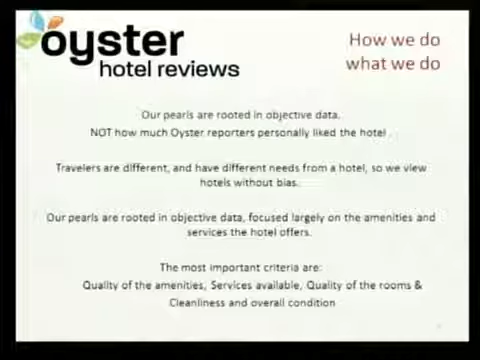 oyster
hotel reviews
How we do
what we do
Our pearls are rooted in objective data.
NOT how much Oyster reporters personally liked the hotel .
Travelers are different, and have different needs from a hotel, so we view
hotels without bias.
Our pearls are rooted in objective data, focused largely on the amenities and
services the hotel offers.
The most important criteria are:
Quality of the amenities, Services available, Quality of the rooms &
Cleanliness and overall condition